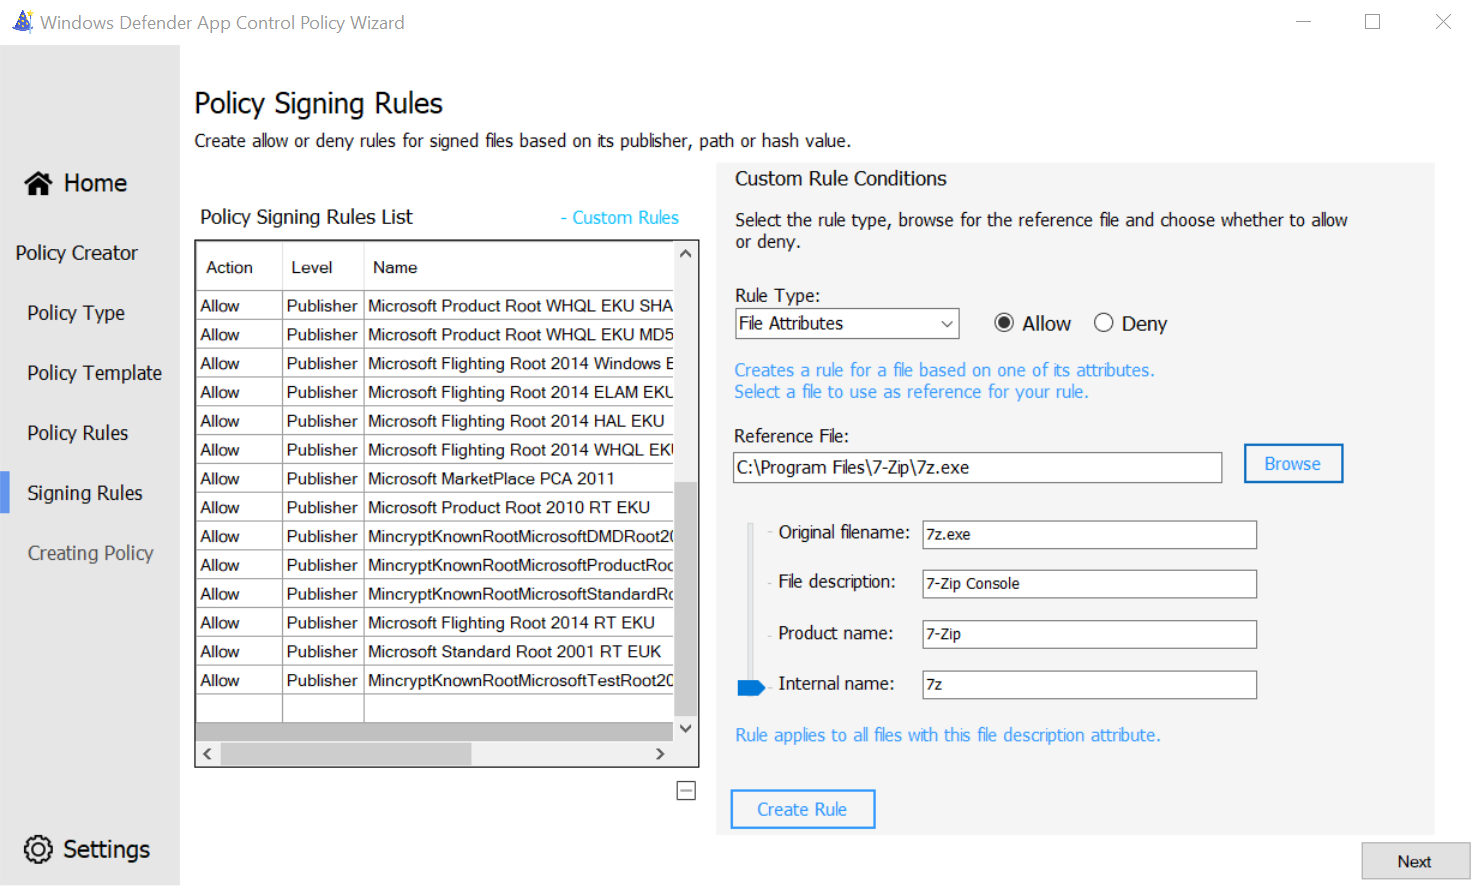 Windows Defender App Control Policy Wizard
Home
Policy Creator
Policy Type
Policy Template
Policy Rules
Signing Rules
Creating Policy
Settings
Policy Signing Rules
Create allow or deny rules for signed files based on its publisher, path or hash value.
Policy Signing Rules List
- Custom Rules
Action Level Name
Allow Publisher Microsoft Product Root WHQL EKU SHA
Allow Publisher Microsoft Product Root WHQL EKU MD5
Allow Publisher Microsoft Flighting Root 2014 Windows E
Allow Publisher Microsoft Flighting Root 2014 ELAM EKU
Allow Publisher Microsoft Flighting Root 2014 HAL EKU
Allow Publisher Microsoft Flighting Root 2014 WHQL EKU
Allow Publisher Microsoft MarketPlace PCA 2011
Allow Publisher Microsoft Product Root 2010 RT EKU
Allow Publisher MincryptKnownRootMicrosoftDMDRoot20
Allow Publisher MincryptKnownRootMicrosoftProductRoo
Allow Publisher MincryptKnownRootMicrosoftStandardRo
Allow Publisher Microsoft Flighting Root 2014 RT EKU
Allow Publisher Microsoft Standard Root 2001 RT EUK
Allow Publisher MincryptKnownRootMicrosoftTestRoot20
Custom Rule Conditions
Select the rule type, browse for the reference file and choose whether to allow
or deny.
Rule Type:
File Attributes
Allow
Deny
Creates a rule for a file based on one of its attributes.
Select a file to use as reference for your rule.
Reference File:
C:\Program Files\7-Zip\7z.exe
Browse
Original filename: 7z.exe
File description: 7-Zip Console
Product name: 7-Zip
Internal name: 7z
Rule applies to all files with this file description attribute.
Create Rule
Next